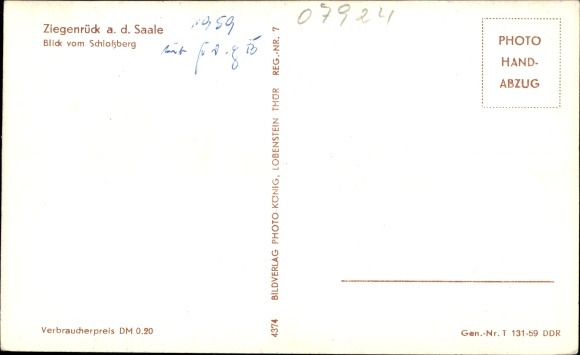 Ziegenrück a. d. Saale
Blick vom Schloßberg
1959
07924
PHOTO
HAND-
ABZUG
4374 BILDVERLAG PHOTO-KÖNIG, LOBENSTEIN THÜR REG.-NR. 7
Verbraucherpreis DM 0.20
Gen.-Nr. T 131-59 DDR